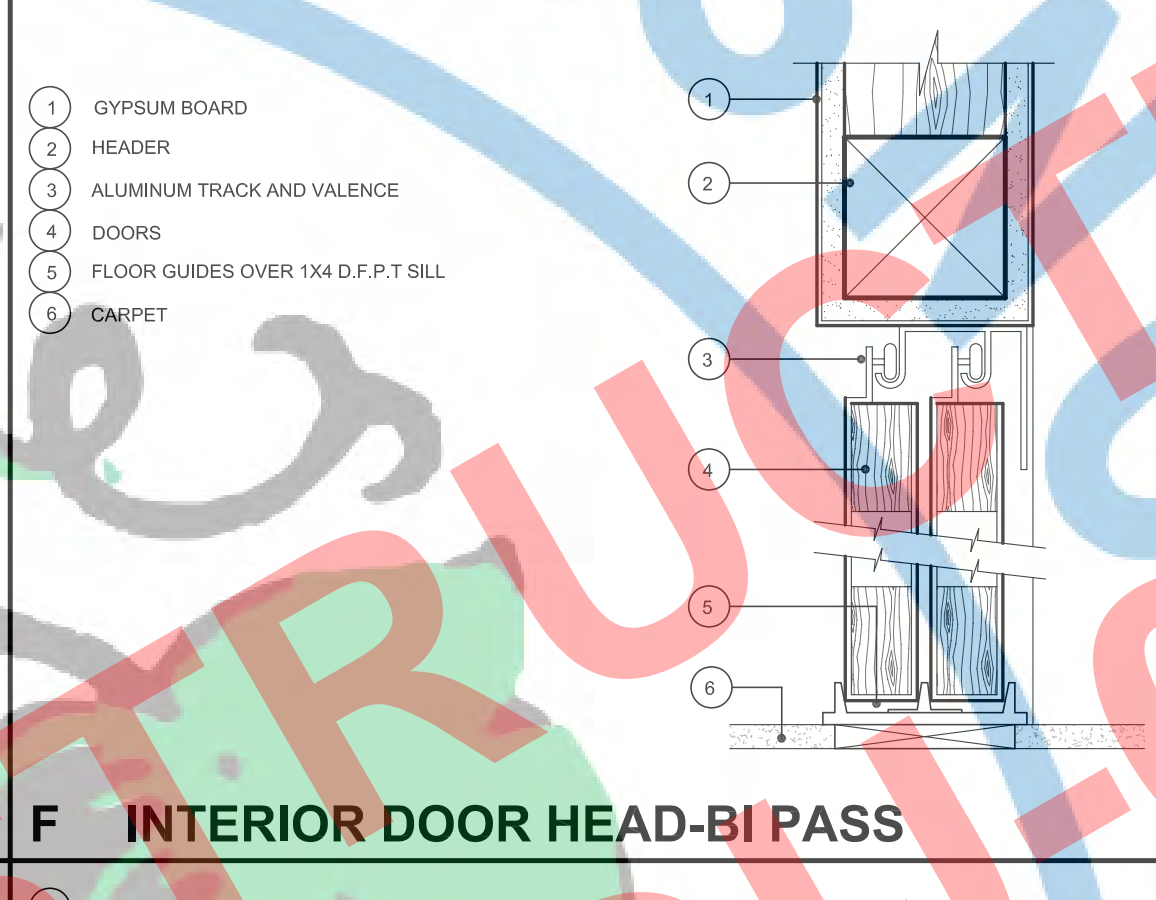 1 GYPSUM BOARD
2 HEADER
3 ALUMINUM TRACK AND VALENCE
4 DOORS
5 FLOOR GUIDES OVER 1X4 D.F.P.T SILL
6 CARPET
1
2
3
4
5
6
F INTERIOR DOOR HEAD-BI PASS